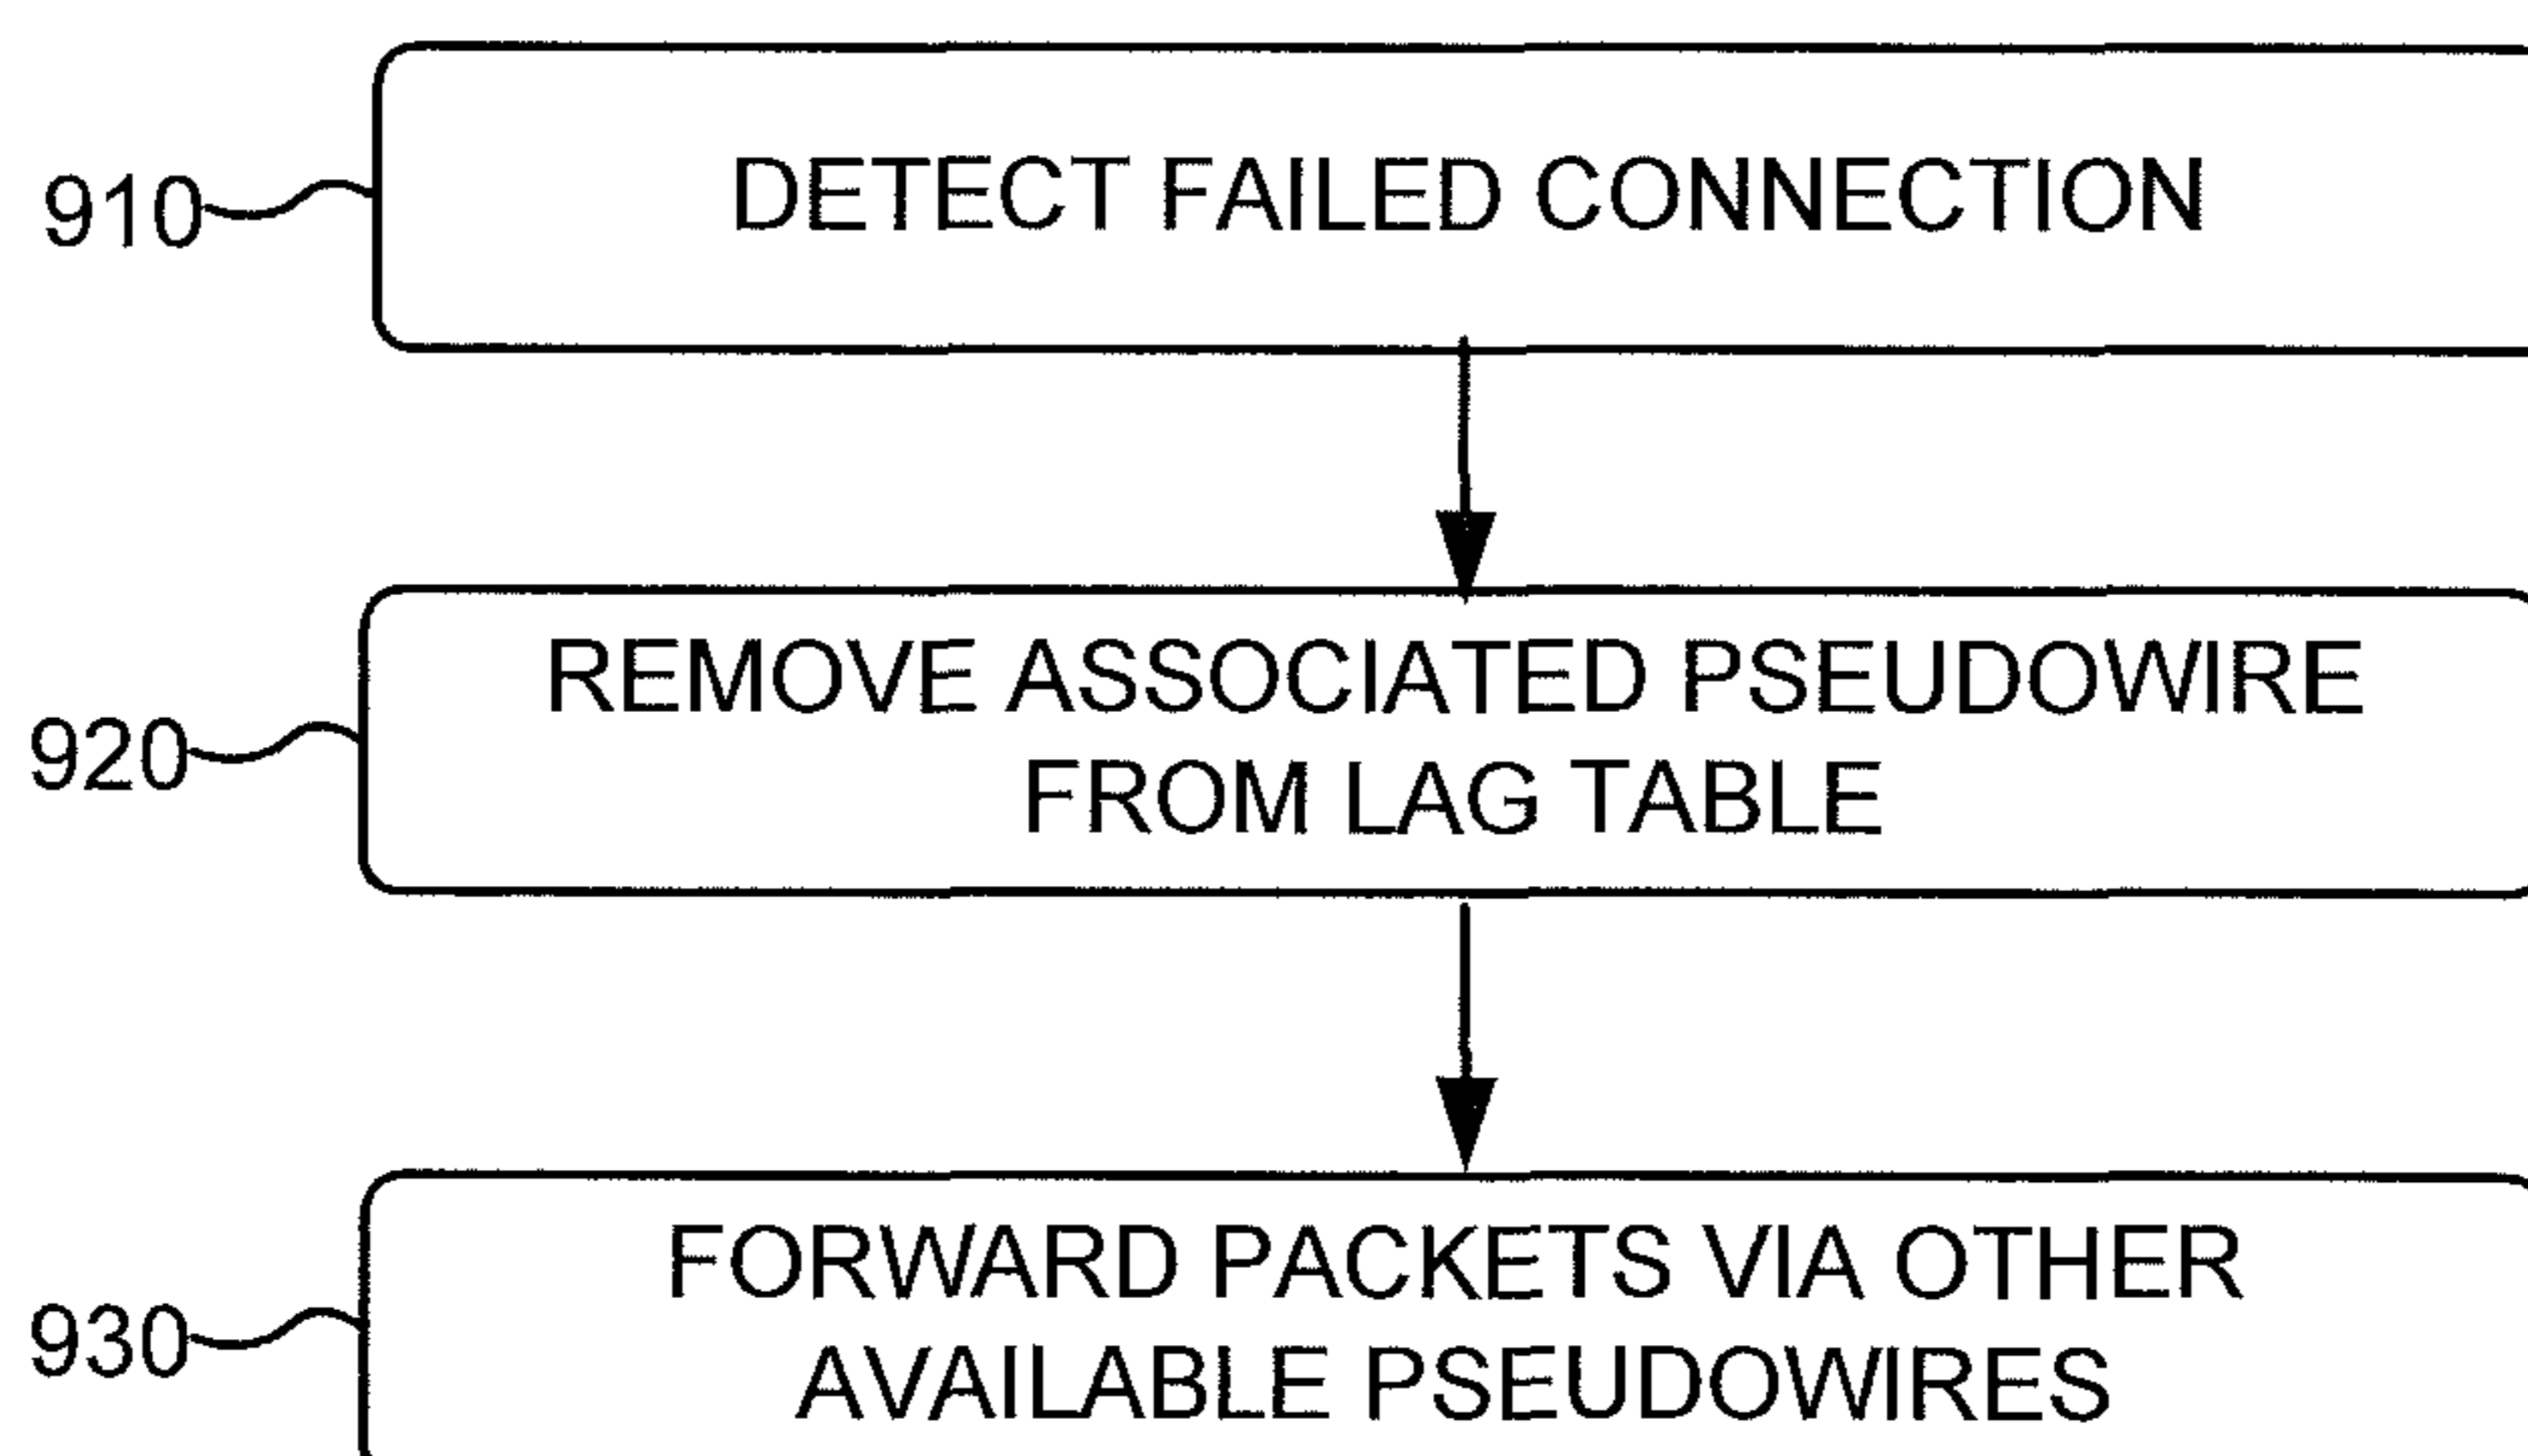 910
DETECT FAILED CONNECTION
920
REMOVE ASSOCIATED PSEUDOWIRE
FROM LAG TABLE
930
FORWARD PACKETS VIA OTHER
AVAILABLE PSEUDOWIRES